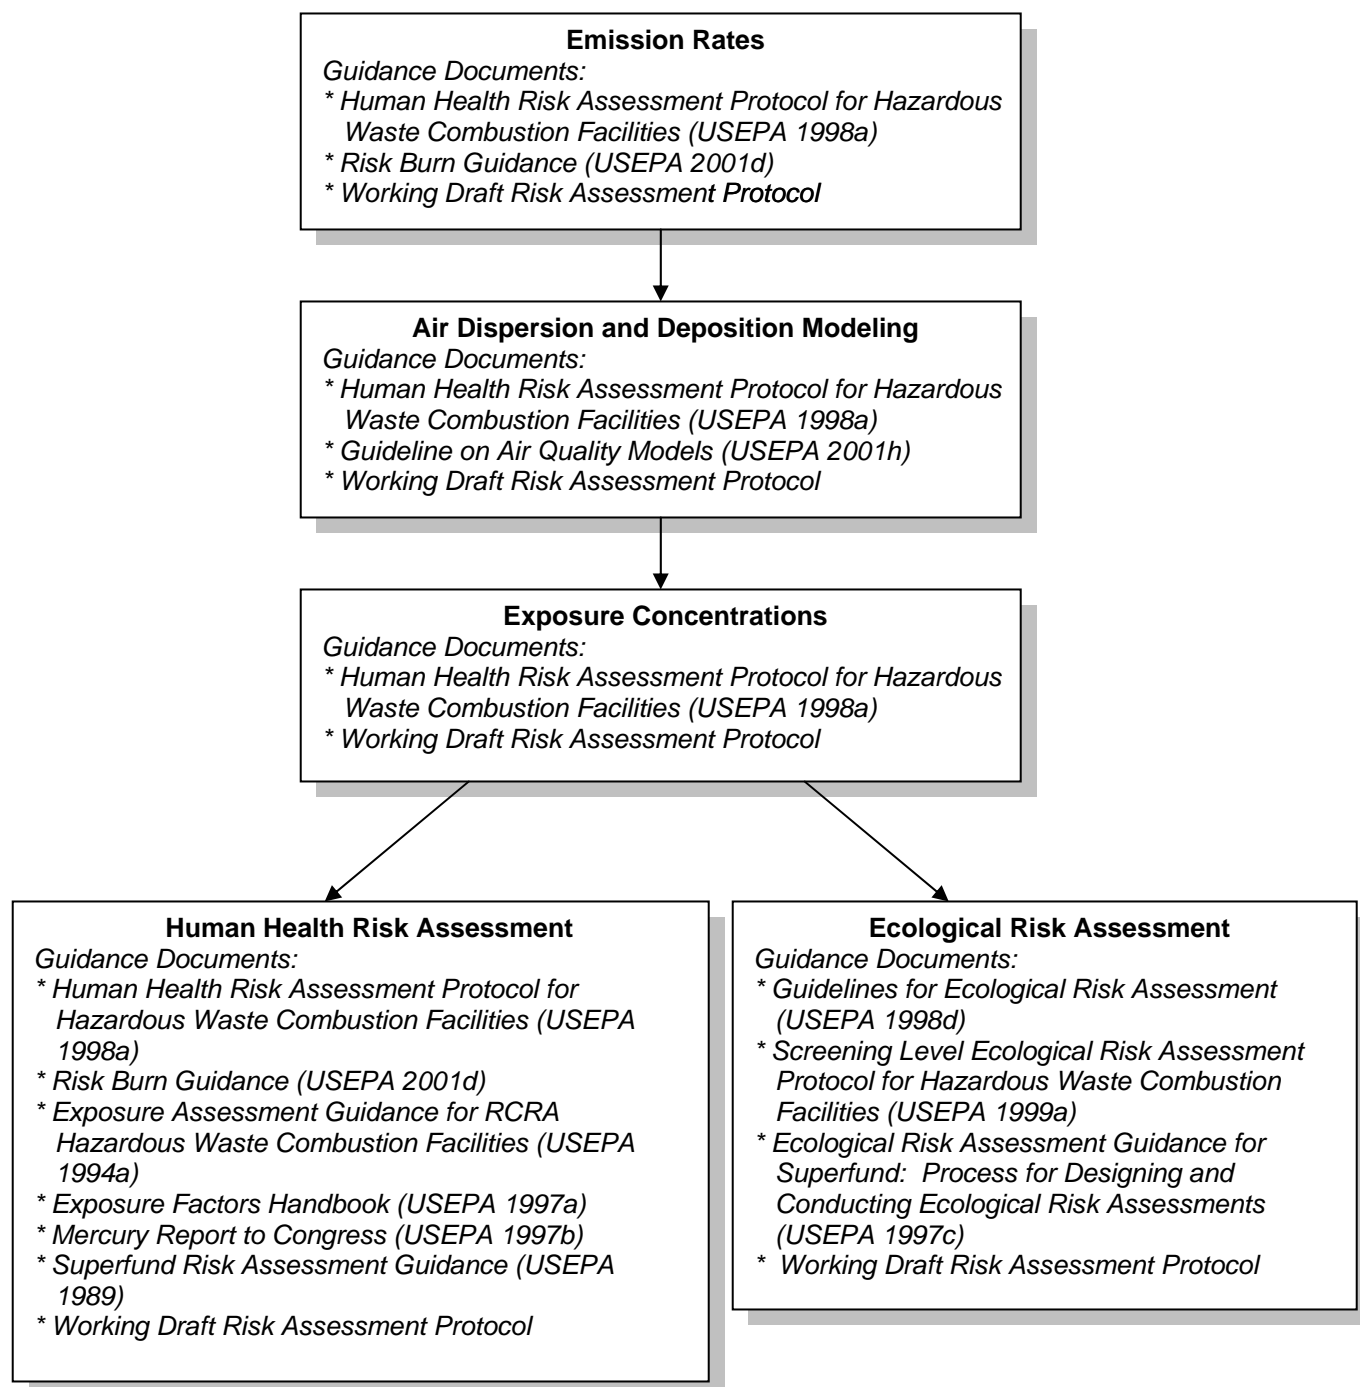 Emission Rates
Guidance Documents:
* Human Health Risk Assessment Protocol for Hazardous
Waste Combustion Facilities (USEPA 1998a)
* Risk Burn Guidance (USEPA 2001d)
* Working Draft Risk Assessment Protocol
Air Dispersion and Deposition Modeling
Guidance Documents:
* Human Health Risk Assessment Protocol for Hazardous
Waste Combustion Facilities (USEPA 1998a)
* Guideline on Air Quality Models (USEPA 2001h)
* Working Draft Risk Assessment Protocol
Exposure Concentrations
Guidance Documents:
* Human Health Risk Assessment Protocol for Hazardous
Waste Combustion Facilities (USEPA 1998a)
* Working Draft Risk Assessment Protocol
Human Health Risk Assessment
Guidance Documents:
* Human Health Risk Assessment Protocol for
Hazardous Waste Combustion Facilities (USEPA
1998a)
* Risk Burn Guidance (USEPA 2001d)
* Exposure Assessment Guidance for RCRA
Hazardous Waste Combustion Facilities (USEPA
1994a)
* Exposure Factors Handbook (USEPA 1997a)
* Mercury Report to Congress (USEPA 1997b)
* Superfund Risk Assessment Guidance (USEPA
1989)
* Working Draft Risk Assessment Protocol
Ecological Risk Assessment
Guidance Documents:
* Guidelines for Ecological Risk Assessment
(USEPA 1998d)
* Screening Level Ecological Risk Assessment
Protocol for Hazardous Waste Combustion
Facilities (USEPA 1999a)
* Ecological Risk Assessment Guidance for
Superfund:  Process for Designing and
Conducting Ecological Risk Assessments
(USEPA 1997c)
*  Working Draft Risk Assessment Protocol